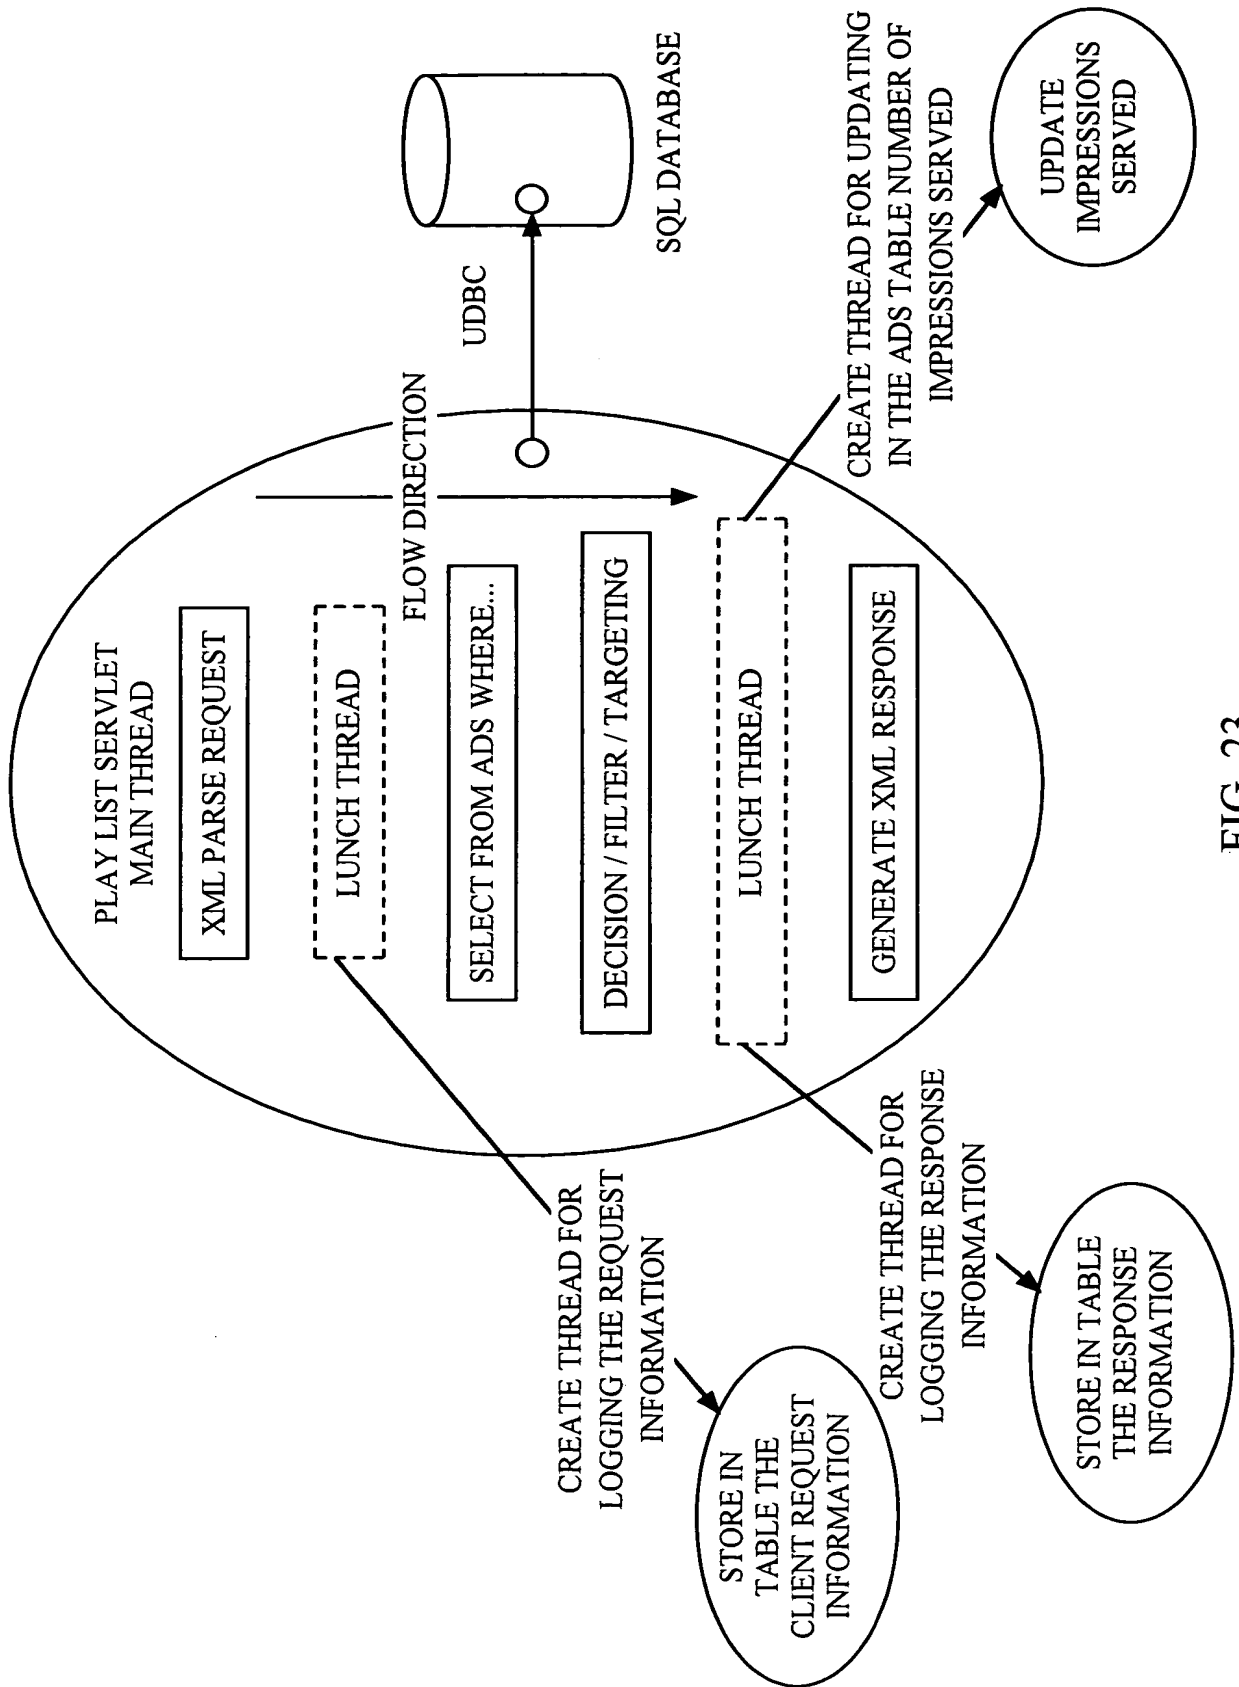 PLAY LIST SERVLET
MAIN THREAD
XML PARSE REQUEST
LUNCH THREAD
SELECT FROM ADS WHERE...
DECISION / FILTER / TARGETING
LUNCH THREAD
GENERATE XML RESPONSE
FLOW DIRECTION
UDBC
SQL DATABASE
CREATE THREAD FOR
LOGGING THE REQUEST
INFORMATION
STORE IN
TABLE THE
CLIENT REQUEST
INFORMATION
CREATE THREAD FOR
LOGGING THE RESPONSE
INFORMATION
STORE IN TABLE
THE RESPONSE
INFORMATION
CREATE THREAD FOR UPDATING
IN THE ADS TABLE NUMBER OF
IMPRESSIONS SERVED
UPDATE
IMPRESSIONS
SERVED
FIG. 23